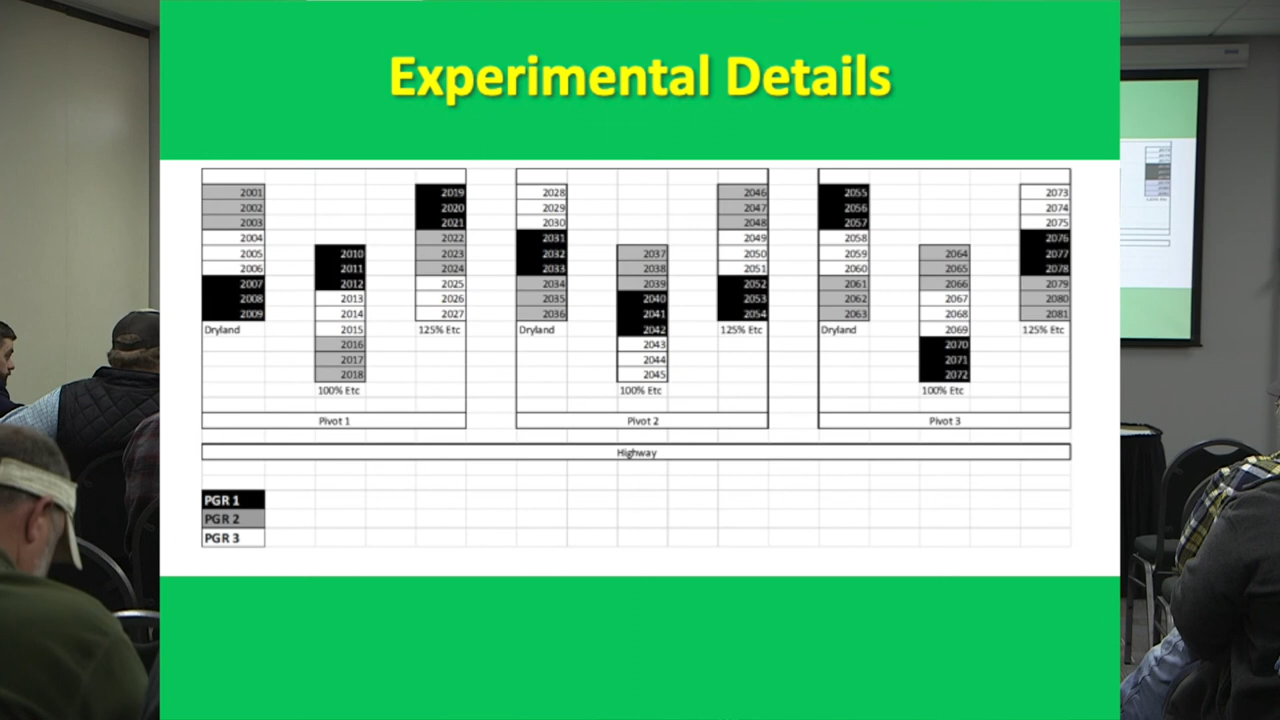 Experimental Details
2001 2019 2028 2046 2055 2073
2002 2020 2029 2047 2056 2074
2003 2021 2030 2048 2057 2075
2004 2022 2031 2049 2058 2076
2005 2010 2023 2032 2037 2050 2059 2064 2077
2006 2011 2024 2033 2038 2051 2060 2065 2078
2007 2012 2025 2034 2039 2052 2061 2066 2079
2008 2013 2026 2035 2040 2053 2062 2067 2080
2009 2014 2027 2036 2041 2054 2063 2068 2081
Dryland 2015 125% Etc Dryland 2042 125% Etc Dryland 2069 125% Etc
2016 2043 2070
2017 2044 2071
2018 2045 2072
100% Etc 100% Etc 100% Etc
Pivot 1 Pivot 2 Pivot 3
Highway
PGR 1
PGR 2
PGR 3